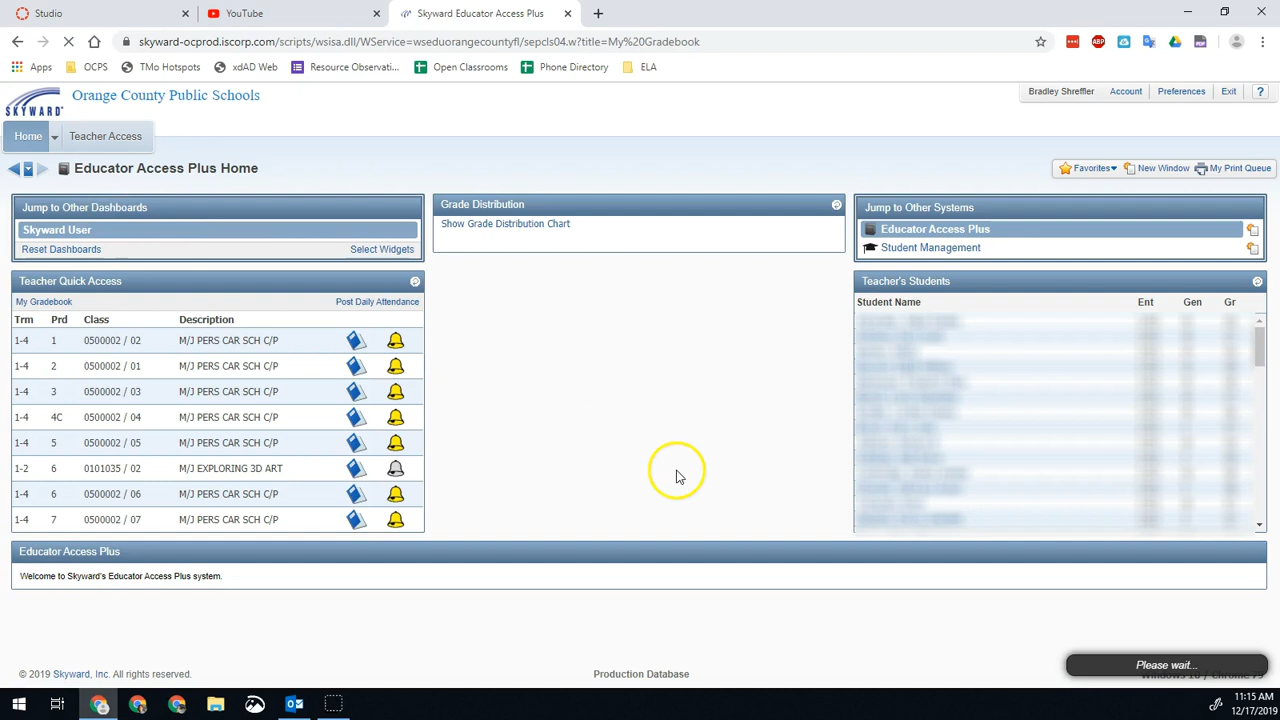 Studio
YouTube
Skyward Educator Access Plus
skyward-ocprod.iscorp.com/scripts/wsisa.dll/WService=wseduorangecountyfl/sepcls04.w?title=My%20Gradebook
ABP
Apps OCPS TMo Hotspots xdAD Web Resource Observati... Open Classrooms Phone Directory ELA
SKYWARD
Orange County Public Schools
Bradley Shreffler Account Preferences Exit ?
Home Teacher Access
Educator Access Plus Home
Favorites New Window My Print Queue
Jump to Other Dashboards
Skyward User
Reset Dashboards Select Widgets
Grade Distribution
Show Grade Distribution Chart
Jump to Other Systems
Educator Access Plus
Student Management
Teacher Quick Access
My Gradebook Post Daily Attendance
Trm Prd Class Description
1-4 1 0500002 / 02 M/J PERS CAR SCH C/P
1-4 2 0500002 / 01 M/J PERS CAR SCH C/P
1-4 3 0500002 / 03 M/J PERS CAR SCH C/P
1-4 4C 0500002 / 04 M/J PERS CAR SCH C/P
1-4 5 0500002 / 05 M/J PERS CAR SCH C/P
1-2 6 0101035 / 02 M/J EXPLORING 3D ART
1-4 6 0500002 / 06 M/J PERS CAR SCH C/P
1-4 7 0500002 / 07 M/J PERS CAR SCH C/P
Teacher's Students
Student Name Ent Gen Gr
Educator Access Plus
Welcome to Skyward's Educator Access Plus system.
Please wait...
© 2019 Skyward, Inc. All rights reserved.
Production Database
11:15 AM
12/17/2019